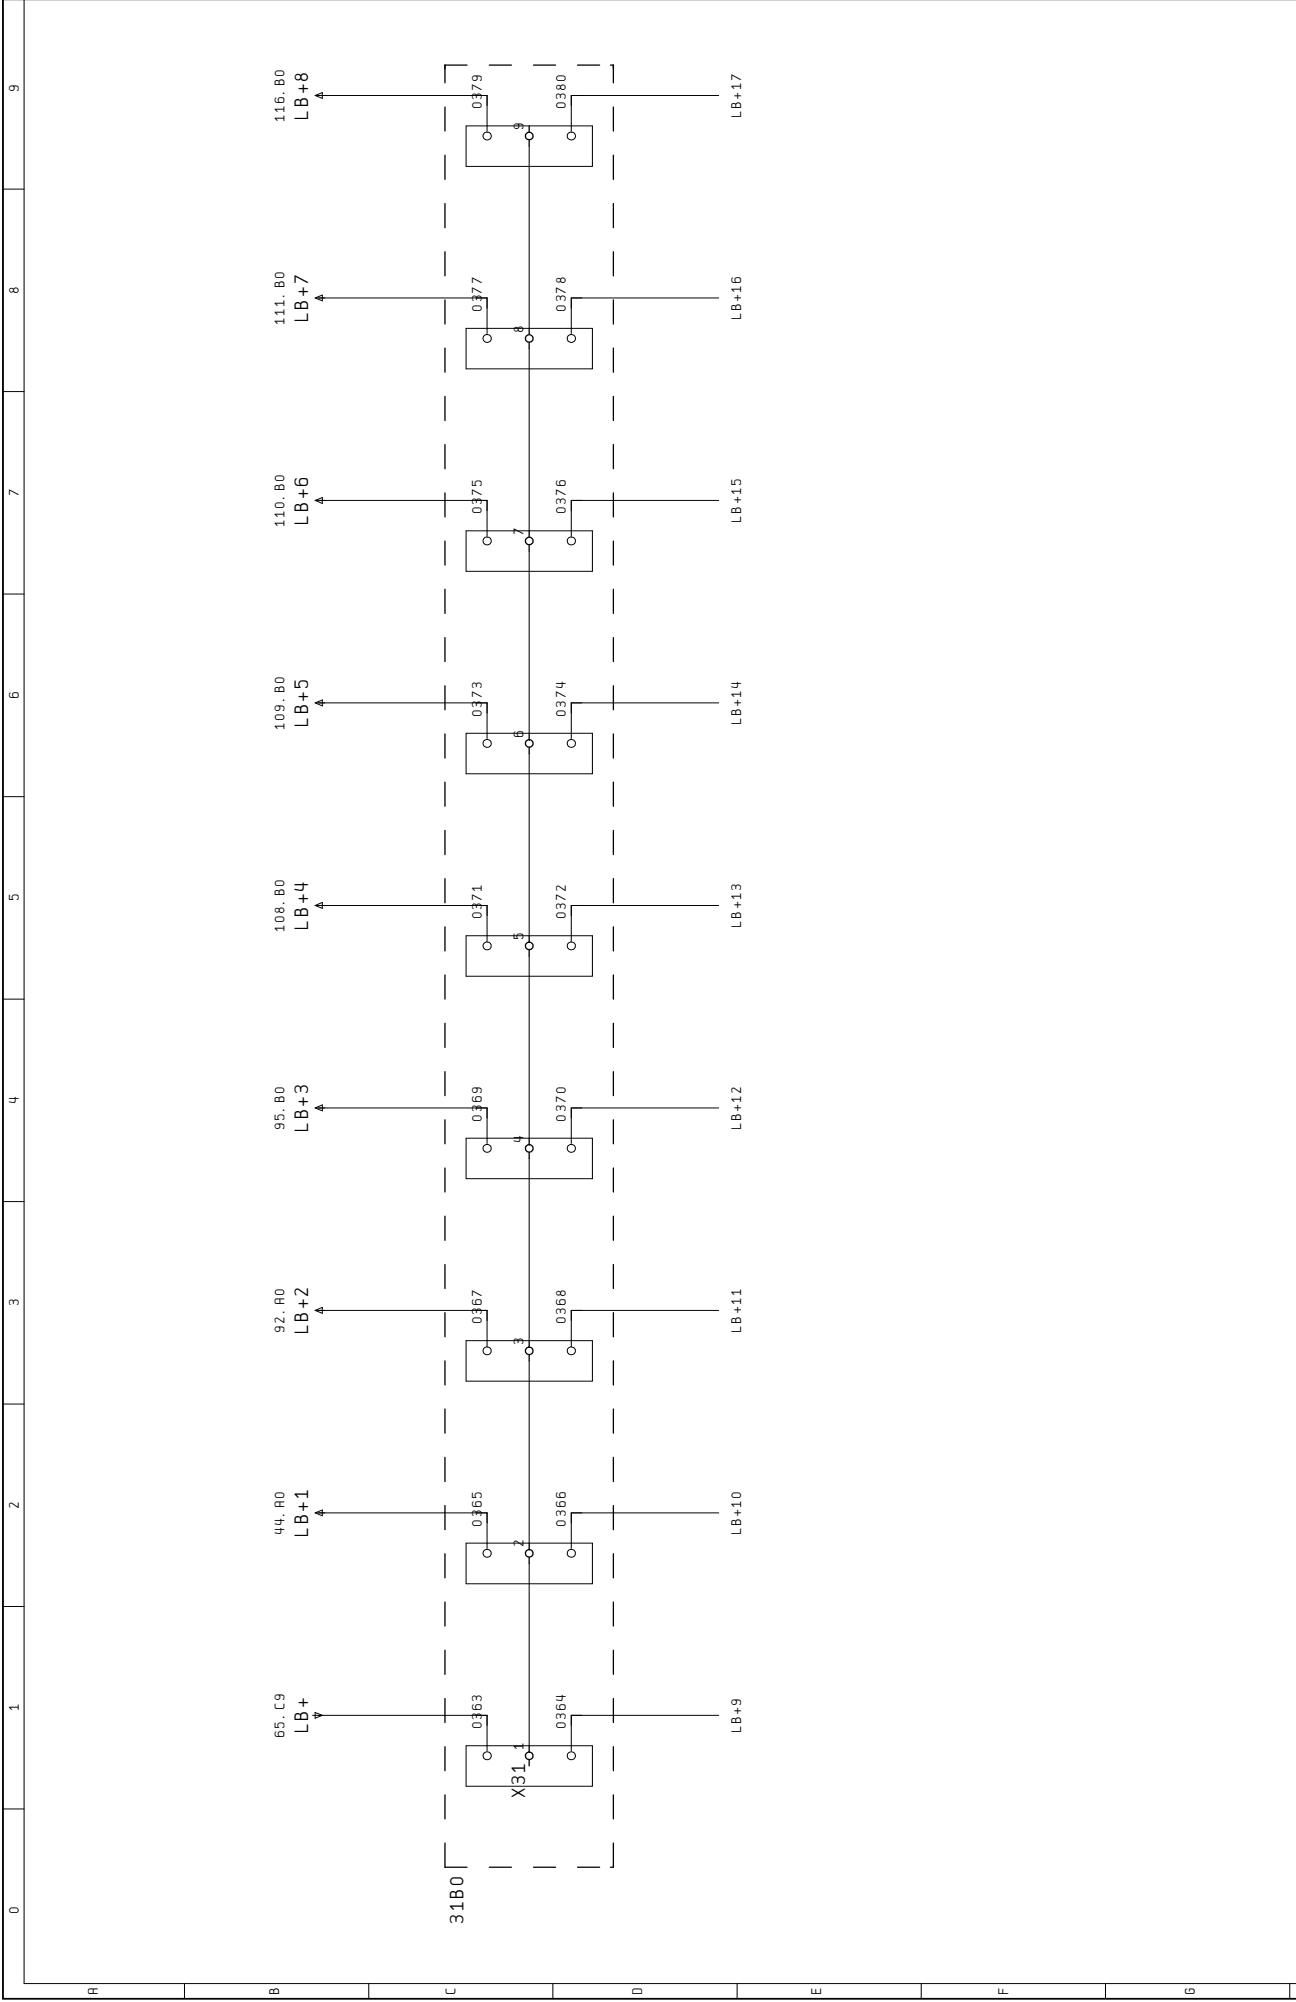 0 1 2 3 4 5 6 7 8 9
A
65.C9 44.A0 92.A0 95.B0 108.B0 109.B0 110.B0 111.B0 116.B0
B
LB+ LB+1 LB+2 LB+3 LB+4 LB+5 LB+6 LB+7 LB+8
31B0
C
0363 0365 0367 0369 0371 0373 0375 0377 0379
X31 1 2 3 4 5 6 7 8 9
0364 0366 0368 0370 0372 0374 0376 0378 0380
D
LB+9 LB+10 LB+11 LB+12 LB+13 LB+14 LB+15 LB+16 LB+17
E
F
G